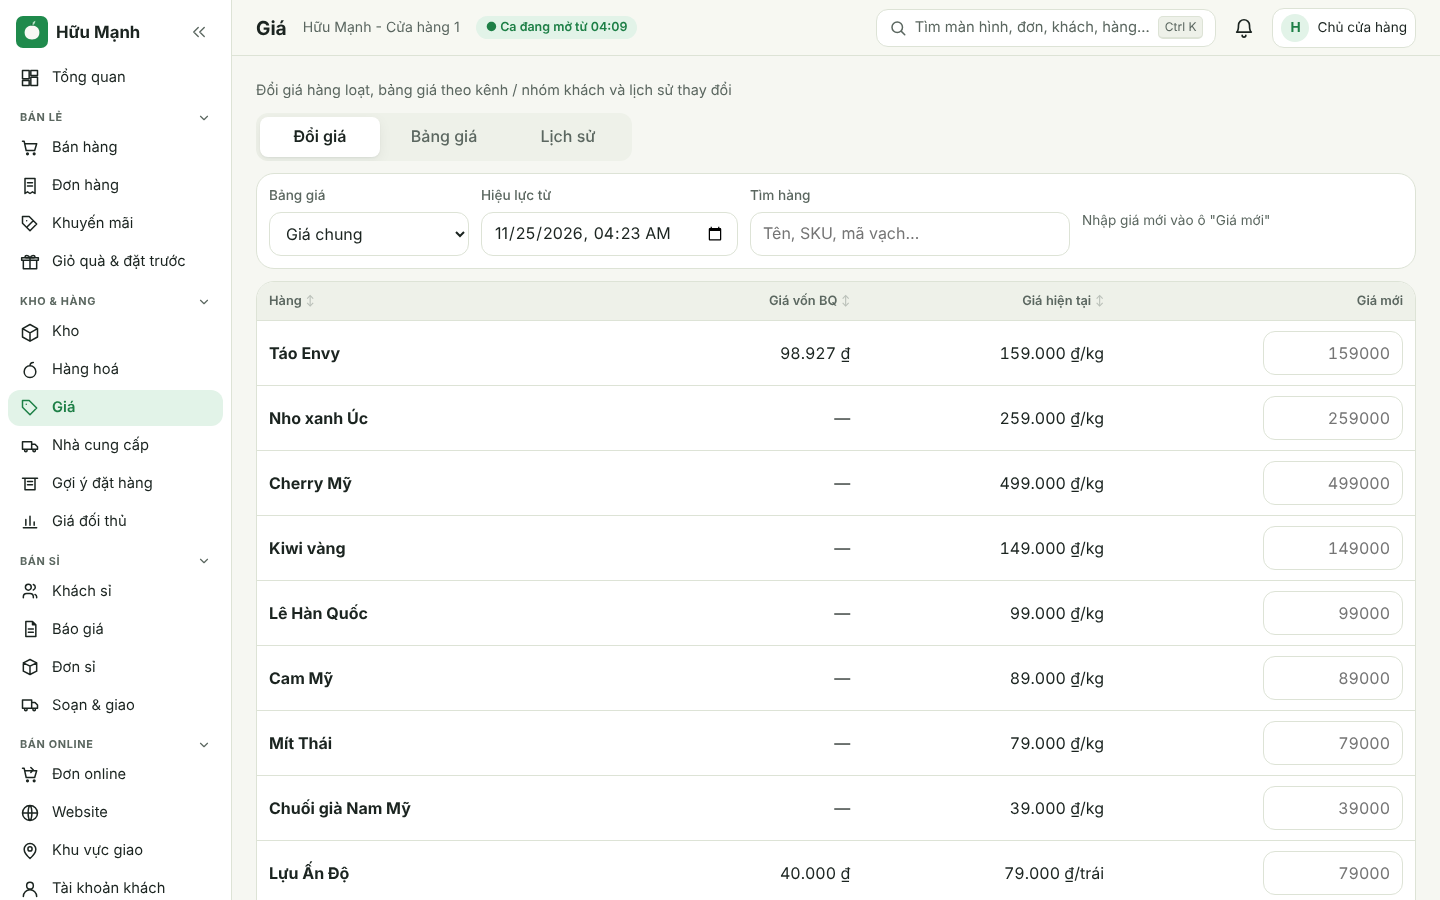 Hữu Mạnh
Tổng quan
BÁN LẺ
Bán hàng
Đơn hàng
Khuyến mãi
Giỏ quà & đặt trước
KHO & HÀNG
Kho
Hàng hoá
Giá
Nhà cung cấp
Gợi ý đặt hàng
Giá đối thủ
BÁN SỈ
Khách sỉ
Báo giá
Đơn sỉ
Soạn & giao
BÁN ONLINE
Đơn online
Website
Khu vực giao
Tài khoản khách
Giá Hữu Mạnh - Cửa hàng 1 Ca đang mở từ 04:09 Tìm màn hình, đơn, khách, hàng... Ctrl K H Chủ cửa hàng
Đổi giá hàng loạt, bảng giá theo kênh / nhóm khách và lịch sử thay đổi
Đổi giá Bảng giá Lịch sử
Bảng giá Hiệu lực từ Tìm hàng
Giá chung 11/25/2026, 04:23 AM Tên, SKU, mã vạch... Nhập giá mới vào ô "Giá mới"
Hàng Giá vốn BQ Giá hiện tại Giá mới
Táo Envy 98.927 ₫ 159.000 ₫/kg 159000
Nho xanh Úc — 259.000 ₫/kg 259000
Cherry Mỹ — 499.000 ₫/kg 499000
Kiwi vàng — 149.000 ₫/kg 149000
Lê Hàn Quốc — 99.000 ₫/kg 99000
Cam Mỹ — 89.000 ₫/kg 89000
Mít Thái — 79.000 ₫/kg 79000
Chuối già Nam Mỹ — 39.000 ₫/kg 39000
Lựu Ấn Độ 40.000 ₫ 79.000 ₫/trái 79000